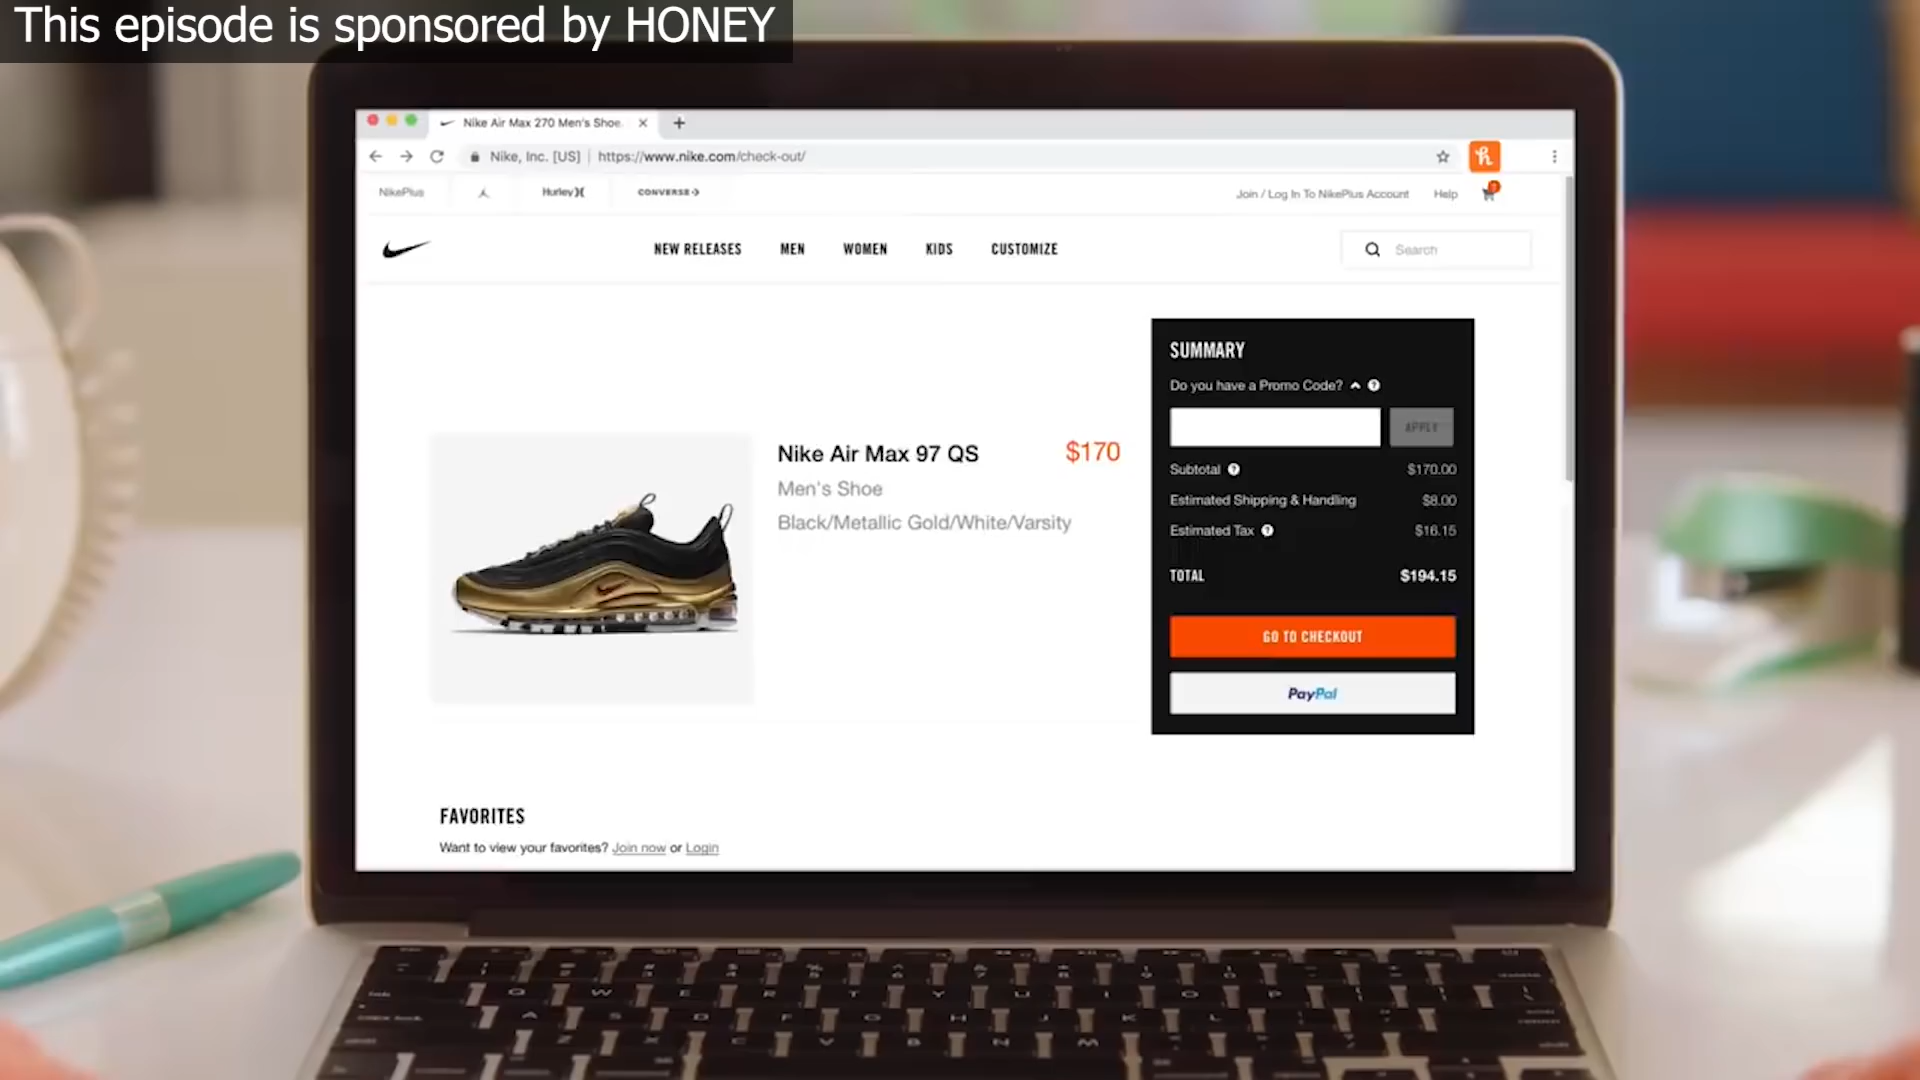 This episode is sponsored by HONEY
Nike Air Max 270 Men's Shoe
Nike, Inc. [US] https://www.nike.com/check-out/
NikePlus Hurley CONVERSE Join / Log In To NikePlus Account Help
NEW RELEASES MEN WOMEN KIDS CUSTOMIZE Search
SUMMARY
Do you have a Promo Code?
APPLY
Nike Air Max 97 QS $170
Men's Shoe
Black/Metallic Gold/White/Varsity
Subtotal $170.00
Estimated Shipping & Handling $8.00
Estimated Tax $16.15
TOTAL $194.15
GO TO CHECKOUT
PayPal
FAVORITES
Want to view your favorites? Join now or Login